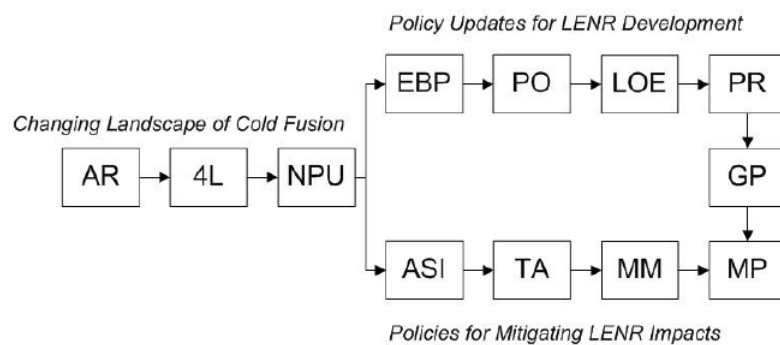 Policy Updates for LENR Development
EBP PO LOE PR
Changing Landscape of Cold Fusion
AR 4L NPU
GP
ASI TA MM MP
Policies for Mitigating LENR Impacts